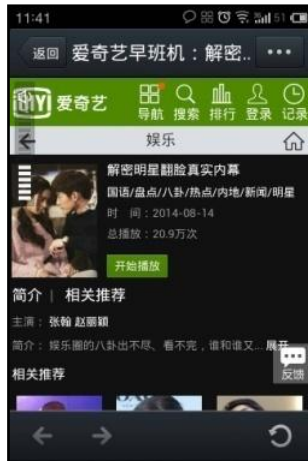 11:41
51
返回
爱奇艺早班机：解密..
iQIYI 爱奇艺
导航 搜索 排行 登录 记录
娱乐
解密明星翻脸真实内幕
国语/盘点/八卦/热点/内地/新闻/明星
时 间：2014-08-14
总播放：20.9万次
开始播放
简介 | 相关推荐
主演：张翰 赵丽颖
简介：娱乐圈的八卦出不尽、看不完，谁和谁又... 展开
反馈
相关推荐